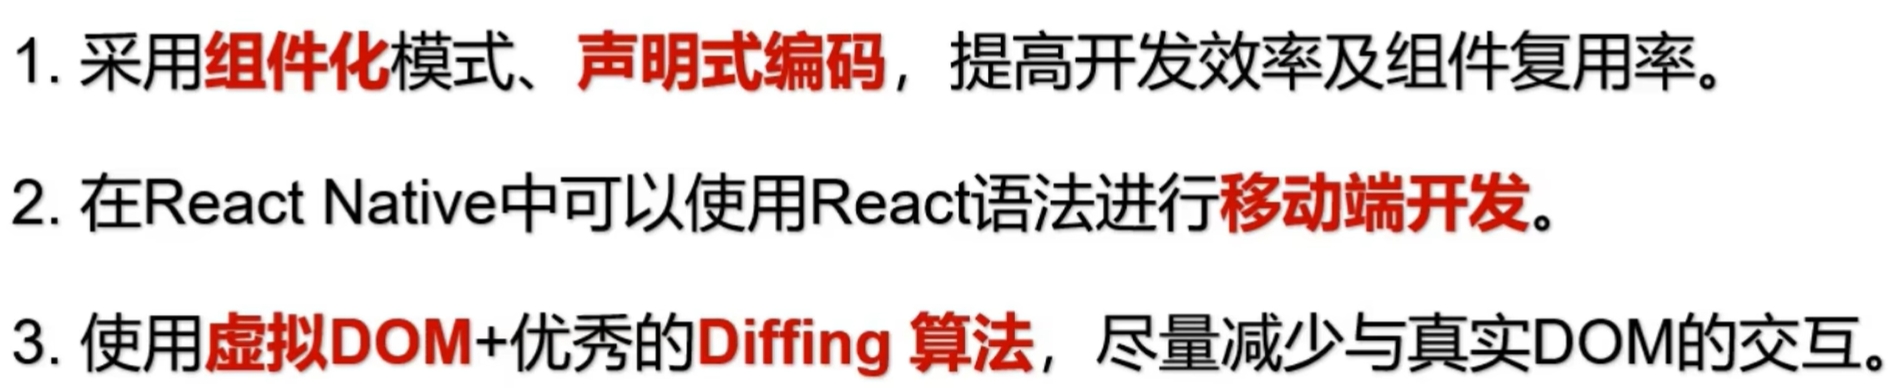 1. 采用组件化模式、声明式编码，提高开发效率及组件复用率。
2. 在React Native中可以使用React语法进行移动端开发。
3. 使用虚拟DOM+优秀的Diffing 算法，尽量减少与真实DOM的交互。